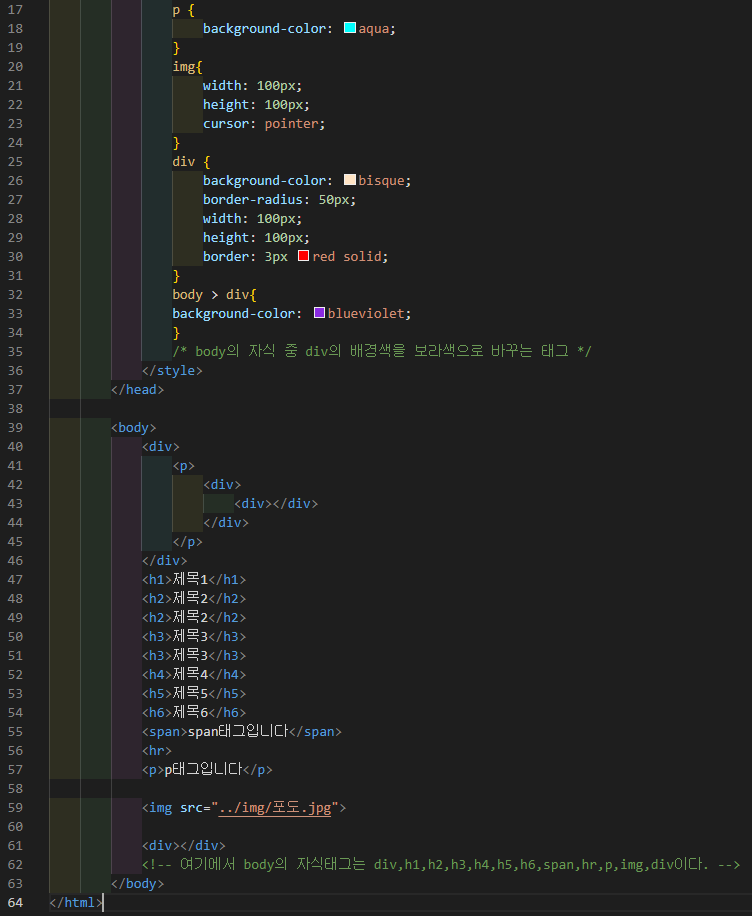 17 p {
18 background-color: aqua;
19 }
20 img{
21 width: 100px;
22 height: 100px;
23 cursor: pointer;
24 }
25 div {
26 background-color: bisque;
27 border-radius: 50px;
28 width: 100px;
29 height: 100px;
30 border: 3px red solid;
31 }
32 body > div{
33 background-color: blueviolet;
34 }
35 /* body의 자식 중 div의 배경색을 보라색으로 바꾸는 태그 */
36 </style>
37 </head>
38
39 <body>
40 <div>
41 <p>
42 <div>
43 <div></div>
44 </div>
45 </p>
46 </div>
47 <h1>제목1</h1>
48 <h2>제목2</h2>
49 <h2>제목2</h2>
50 <h3>제목3</h3>
51 <h3>제목3</h3>
52 <h4>제목4</h4>
53 <h5>제목5</h5>
54 <h6>제목6</h6>
55 <span>span태그입니다</span>
56 <hr>
57 <p>p태그입니다</p>
58
59 <img src="../img/포도.jpg">
60
61 <div></div>
62 <!-- 여기에서 body의 자식태그는 div,h1,h2,h3,h4,h5,h6,span,hr,p,img,div이다. -->
63 </body>
64 </html>